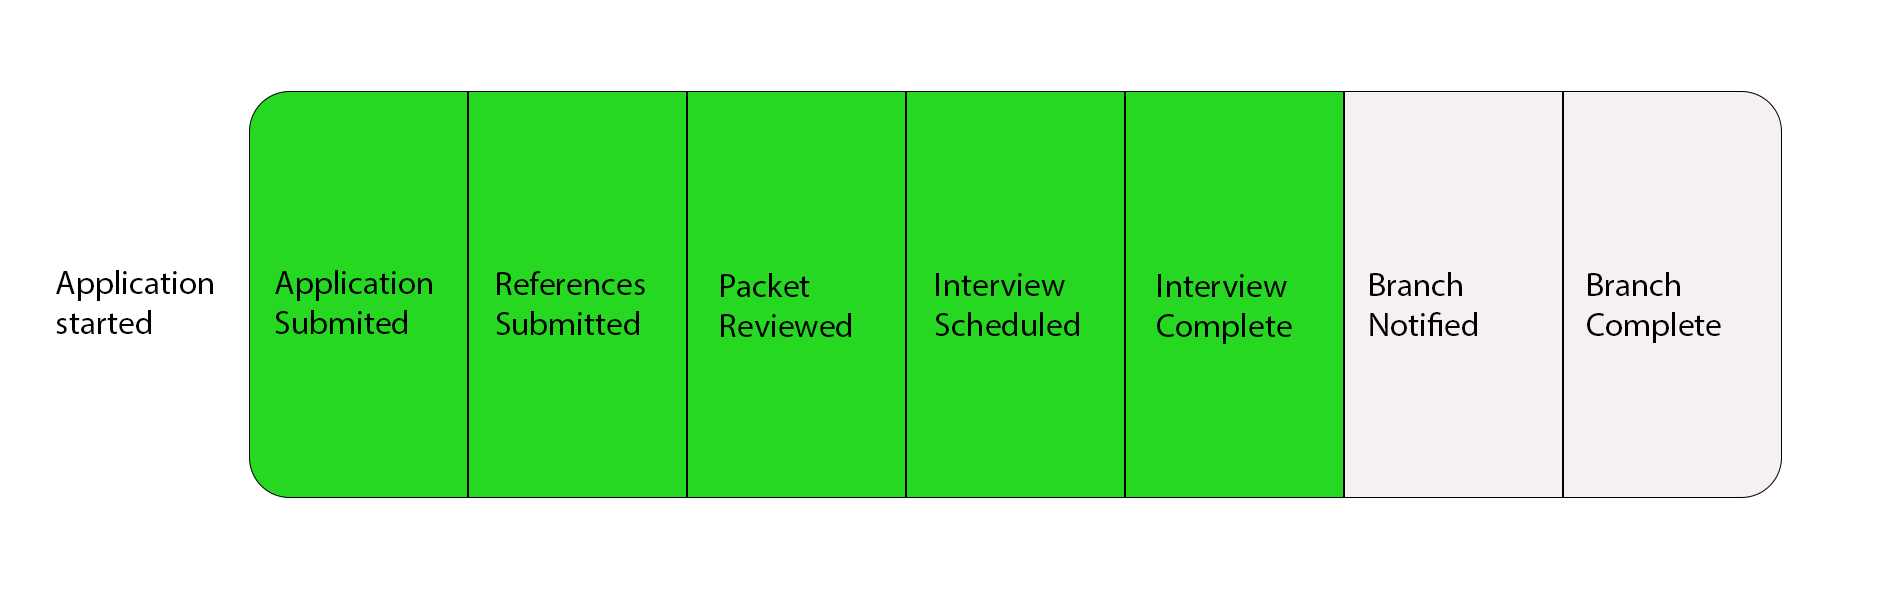 Application
started
Application
Submited
References
Submitted
Packet
Reviewed
Interview
Scheduled
Interview
Complete
Branch
Notified
Branch
Complete